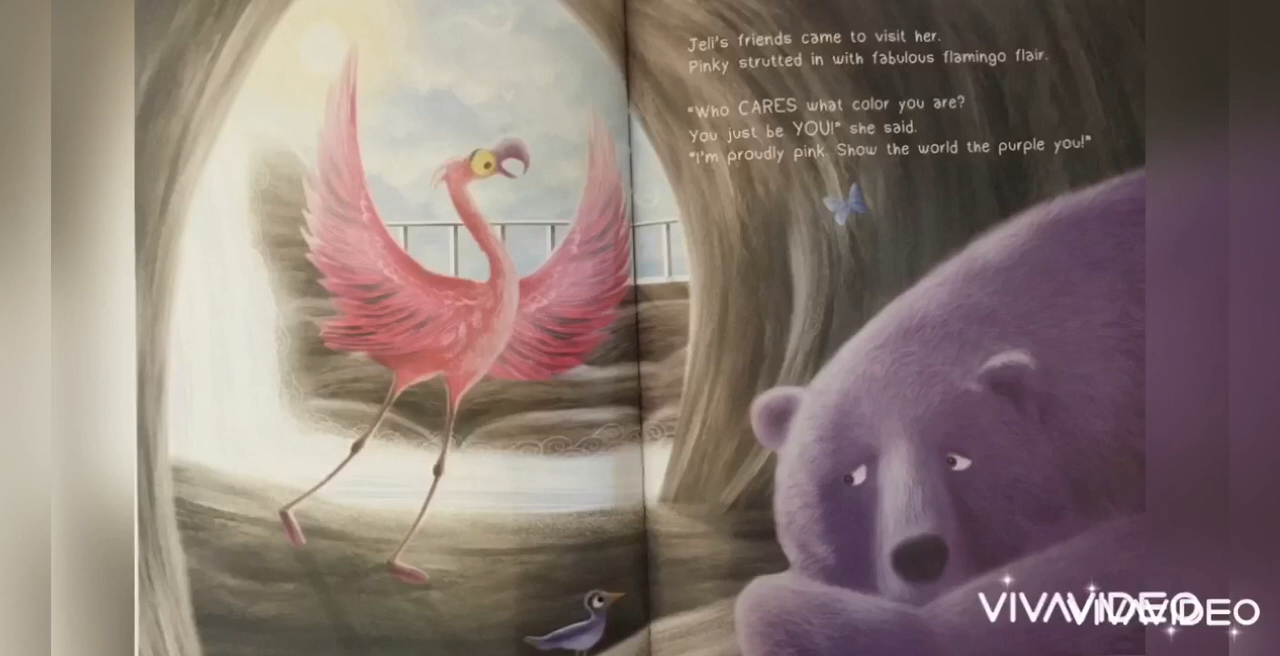 Jeli's friends came to visit her.
Pinky strutted in with fabulous flamingo flair.
"Who CARES what color you are?
You just be YOU!" she said.
"I'm proudly pink. Show the world the purple you!"
VIVAVIDEO
VIVAVIDEO